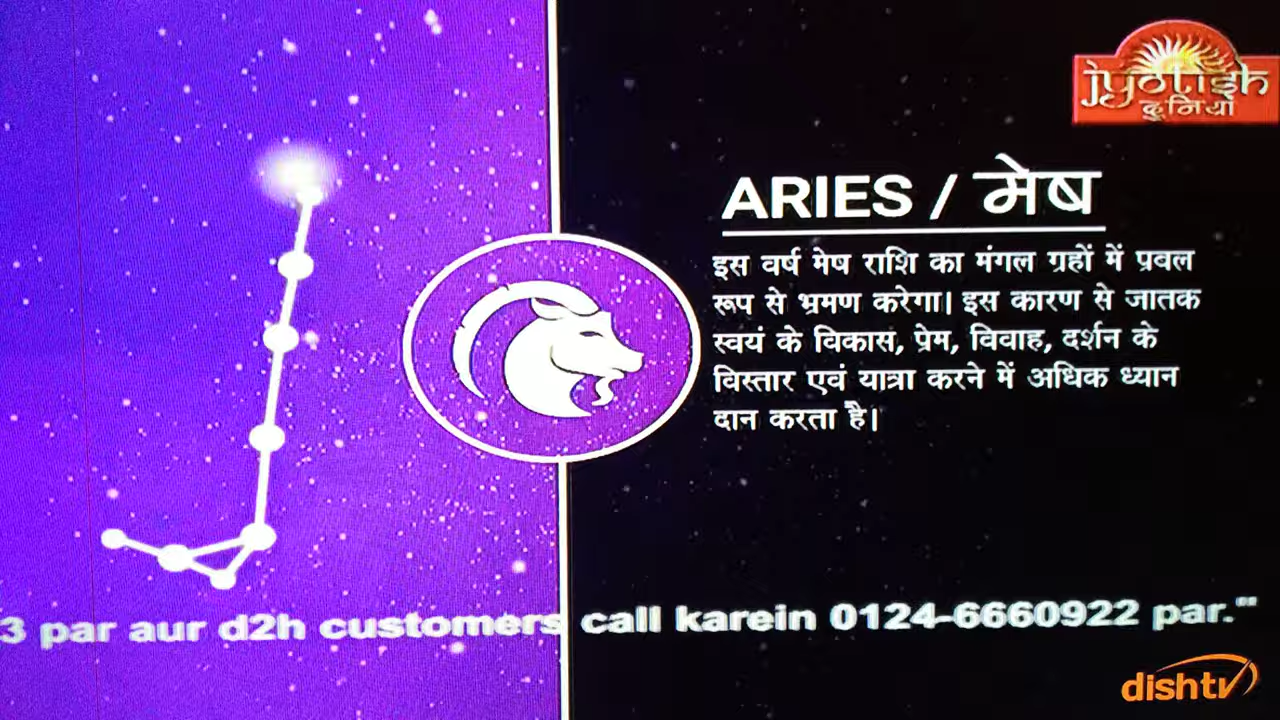 jyotish
दुनिया
ARIES / मेष
इस वर्ष मेष राशि का मंगल ग्रहों में प्रवल
रूप से भ्रमण करेगा। इस कारण से जातक
स्वयं के विकास, प्रेम, विवाह, दर्शन के
विस्तार एवं यात्रा करने में अधिक ध्यान
दान करता है।
3 par aur d2h customers call karein 0124-6660922 par."
dishtv